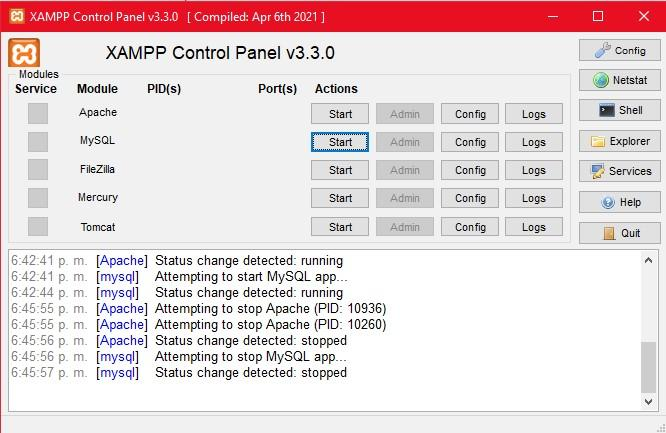 XAMPP Control Panel v3.3.0 [ Compiled: Apr 6th 2021 ]
XAMPP Control Panel v3.3.0
Config
Modules
Service Module PID(s) Port(s) Actions
Netstat
Apache Start Admin Config Logs
Shell
MySQL Start Admin Config Logs
Explorer
FileZilla Start Admin Config Logs
Services
Mercury Start Admin Config Logs
Help
Tomcat Start Admin Config Logs
Quit
6:42:41 p. m. [Apache] Status change detected: running
6:42:41 p. m. [mysql] Attempting to start MySQL app...
6:42:44 p. m. [mysql] Status change detected: running
6:45:55 p. m. [Apache] Attempting to stop Apache (PID: 10936)
6:45:55 p. m. [Apache] Attempting to stop Apache (PID: 10260)
6:45:56 p. m. [Apache] Status change detected: stopped
6:45:56 p. m. [mysql] Attempting to stop MySQL app...
6:45:57 p. m. [mysql] Status change detected: stopped